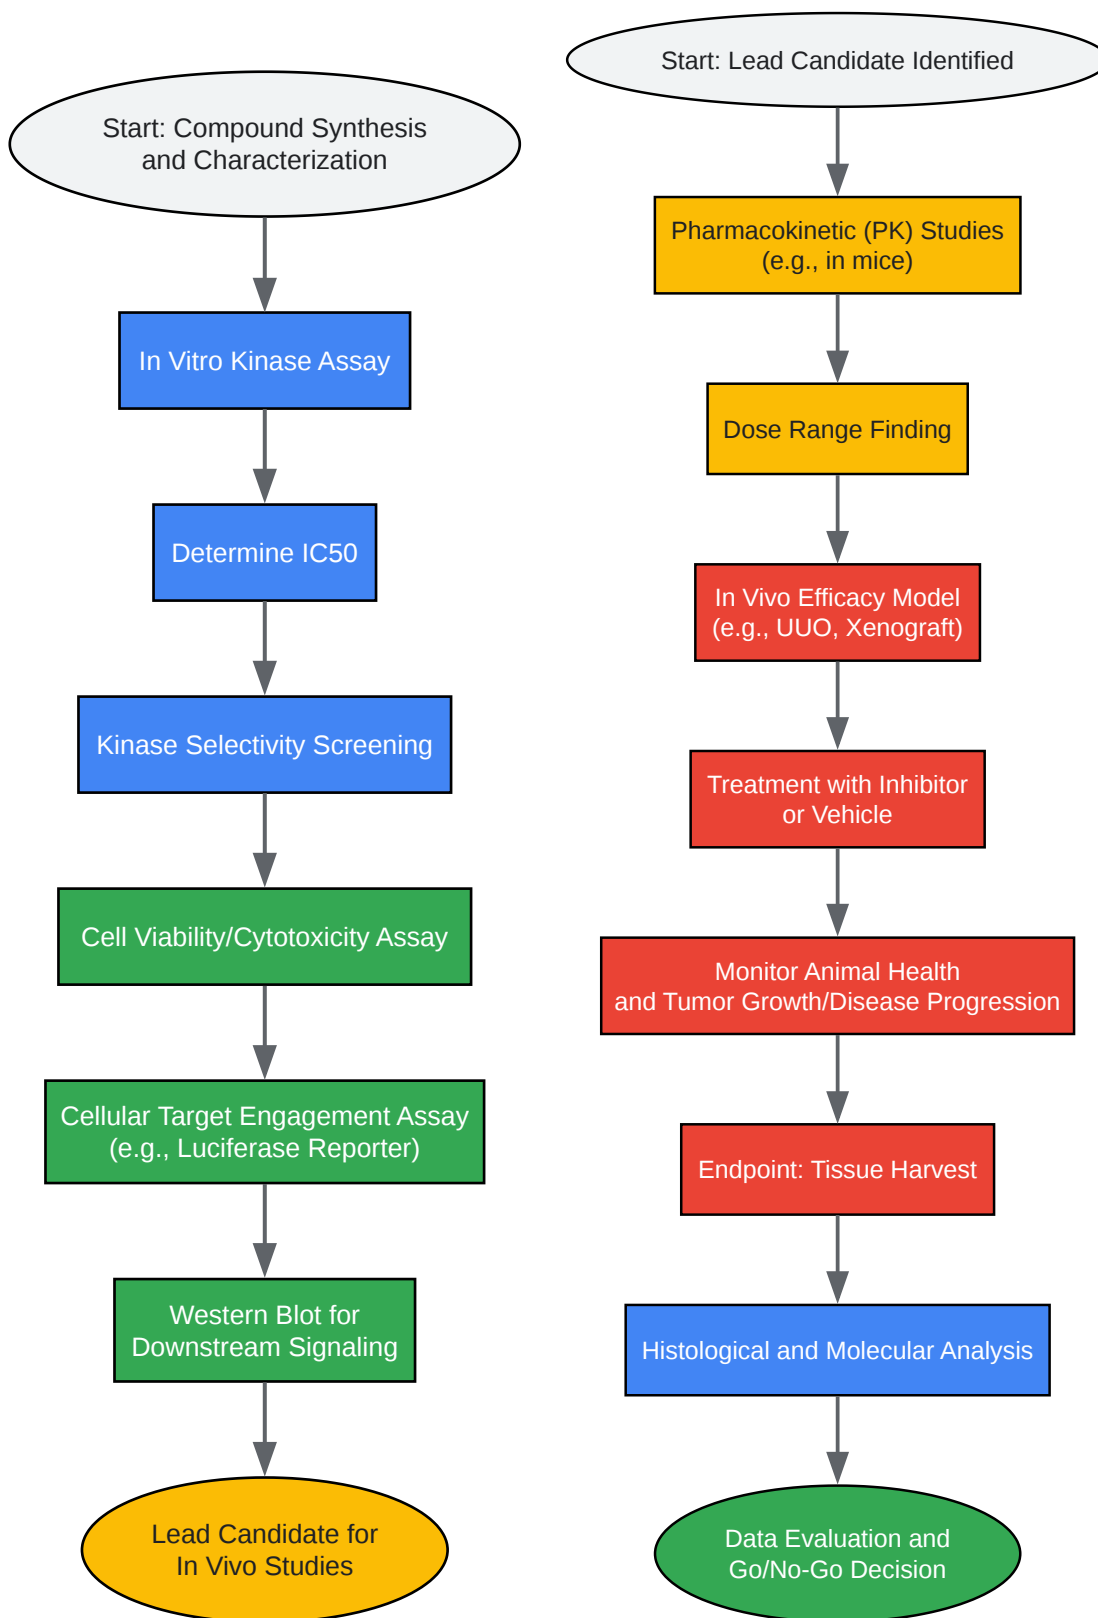 Start: Compound Synthesis
and Characterization
In Vitro Kinase Assay
Determine IC50
Kinase Selectivity Screening
Cell Viability/Cytotoxicity Assay
Cellular Target Engagement Assay
(e.g., Luciferase Reporter)
Western Blot for
Downstream Signaling
Lead Candidate for
In Vivo Studies
Start: Lead Candidate Identified
Pharmacokinetic (PK) Studies
(e.g., in mice)
Dose Range Finding
In Vivo Efficacy Model
(e.g., UUO, Xenograft)
Treatment with Inhibitor
or Vehicle
Monitor Animal Health
and Tumor Growth/Disease Progression
Endpoint: Tissue Harvest
Histological and Molecular Analysis
Data Evaluation and
Go/No-Go Decision